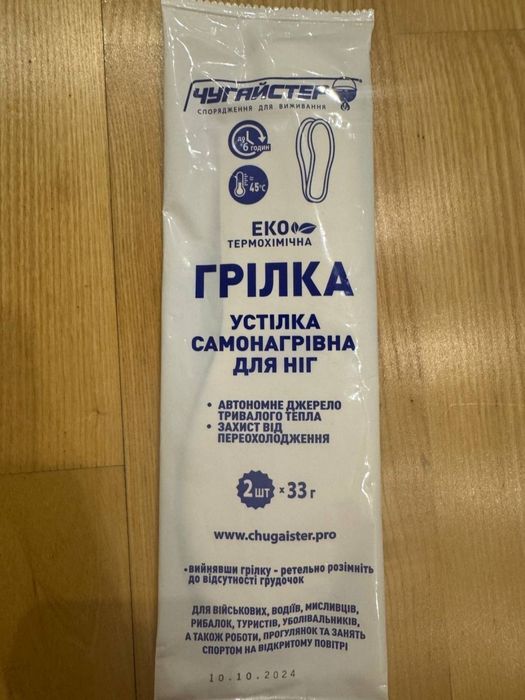 ЧУГАЙСТЕР
СПОРЯДЖЕННЯ ДЛЯ ВИЖИВАННЯ
до
6 годин
45°C
ЕКО
ТЕРМОХІМІЧНА
ГРІЛКА
УСТІЛКА
САМОНАГРІВНА
ДЛЯ НІГ
• АВТОНОМНЕ ДЖЕРЕЛО
ТРИВАЛОГО ТЕПЛА
• ЗАХИСТ ВІД
ПЕРЕОХОЛОДЖЕННЯ
2 шт x 33 г
www.chugaister.pro
•вийнявши грілку - ретельно розімніть
до відсутності грудочок
ДЛЯ ВІЙСЬКОВИХ, ВОДІЇВ, МИСЛИВЦІВ,
РИБАЛОК, ТУРИСТІВ, УБОЛІВАЛЬНИКІВ,
А ТАКОЖ РОБОТИ, ПРОГУЛЯНОК ТА ЗАНЯТЬ
СПОРТОМ НА ВІДКРИТОМУ ПОВІТРІ
10.10.2024